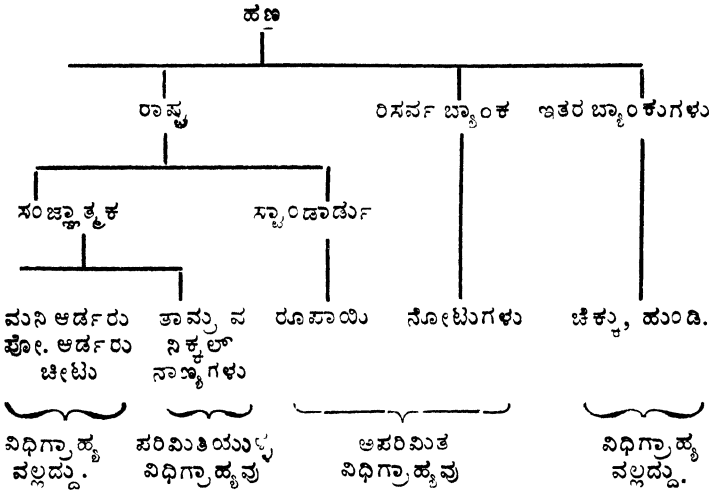 ಹಣ
ರಾಷ್ಟ್ರ ರಿಸರ್ವ ಬ್ಯಾಂಕ ಇತರ ಬ್ಯಾಂಕುಗಳು
ಸಂಜ್ಞಾತ್ಮಕ ಸ್ಟಾಂಡಾರ್ಡು
ಮನಿ ಆರ್ಡರು ತಾಮ್ರ ವ ರೂಪಾಯಿ ನೋಟುಗಳು ಚೆಕ್ಕು, ಹುಂಡಿ.
ಪೋ. ಆರ್ಡರು ನಿಕ್ಕಲ್
ಚೀಟು ನಾಣ್ಯಗಳು
ವಿಧಿಗ್ರಾಹ್ಯ ಪರಿಮಿತಿಯುಳ್ಳ ಅಪರಿಮಿತ ವಿಧಿಗ್ರಾಹ್ಯ
ವಲ್ಲದ್ದು. ವಿಧಿಗ್ರಾಹ್ಯವು ವಿಧಿಗ್ರಾಹ್ಯವು ವಲ್ಲದ್ದು.